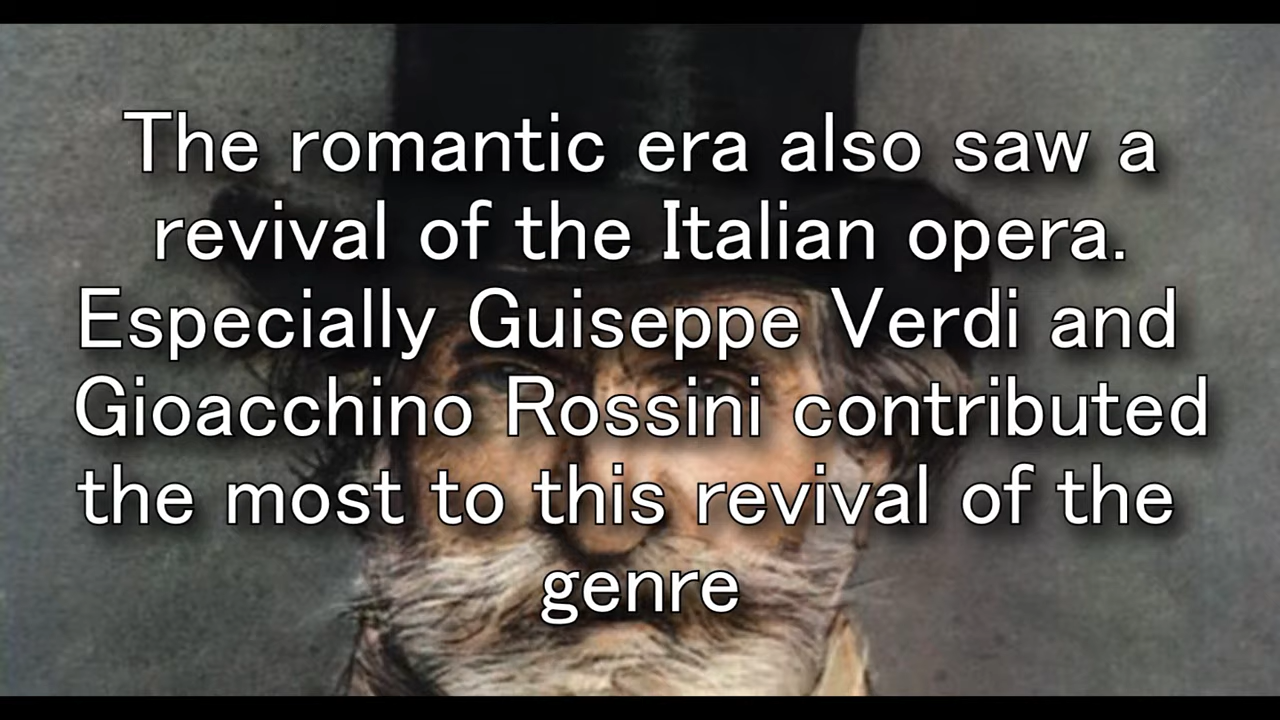 The romantic era also saw a
revival of the Italian opera.
Especially Guiseppe Verdi and
Gioacchino Rossini contributed
the most to this revival of the
genre